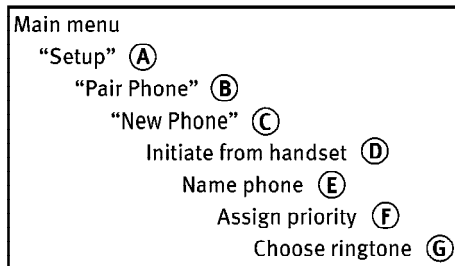 Main menu
“Setup” Ⓐ
“Pair Phone” Ⓑ
“New Phone” Ⓒ
Initiate from handset Ⓓ
Name phone Ⓔ
Assign priority Ⓕ
Choose ringtone Ⓖ